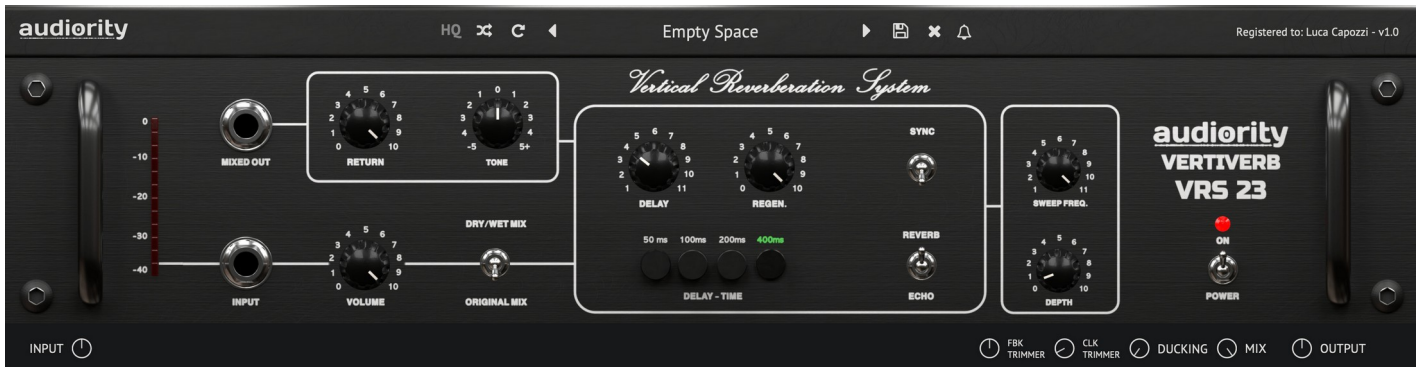 audiority
HQ
Empty Space
Registered to: Luca Capozzi - v1.0
Vertical Reverberation System
0
-10
-20
-30
-40
MIXED OUT
0 1 2 3 4 5 6 7 8 9 10
RETURN
-5 4 3 2 1 0 1 2 3 4 5+
TONE
INPUT
0 1 2 3 4 5 6 7 8 9 10
VOLUME
DRY/WET MIX
ORIGINAL MIX
1 2 3 4 5 6 7 8 9 10 11
DELAY
0 1 2 3 4 5 6 7 8 9 10
REGEN.
50 ms 100ms 200ms 400ms
DELAY - TIME
SYNC
REVERB
ECHO
1 2 3 4 5 6 7 8 9 10 11
SWEEP FREQ.
0 1 2 3 4 5 6 7 8 9 10
DEPTH
audiority
VERTIVERB
VRS 23
ON
POWER
INPUT
FBK
TRIMMER
CLK
TRIMMER
DUCKING
MIX
OUTPUT